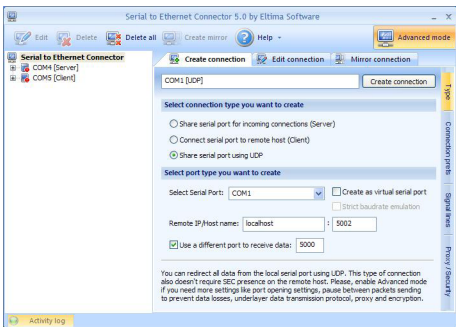 Serial to Ethernet Connector 5.0 by Eltima Software
Edit Delete Delete all Create mirror Help Advanced mode
Serial to Ethernet Connector
COM4 [Server]
COM5 [Client]
Create connection Edit connection Mirror connection
COM1 [UDP] Create connection
Select connection type you want to create
Share serial port for incoming connections (Server)
Connect serial port to remote host (Client)
Share serial port using UDP
Select port type you want to create
Select Serial Port: COM1 Create as virtual serial port
Strict baudrate emulation
Remote IP/Host name: localhost : 5002
Use a different port to receive data: 5000
You can redirect all data from the local serial port using UDP. This type of connection
also doesn't require SEC presence on the remote host. Please, enable Advanced mode
if you need more settings like port opening settings, pause between packets sending
to prevent data losses, underlayer data transmission protocol, proxy and encryption.
Type
Connection prefs
Signal lines
Proxy / Security
Activity log